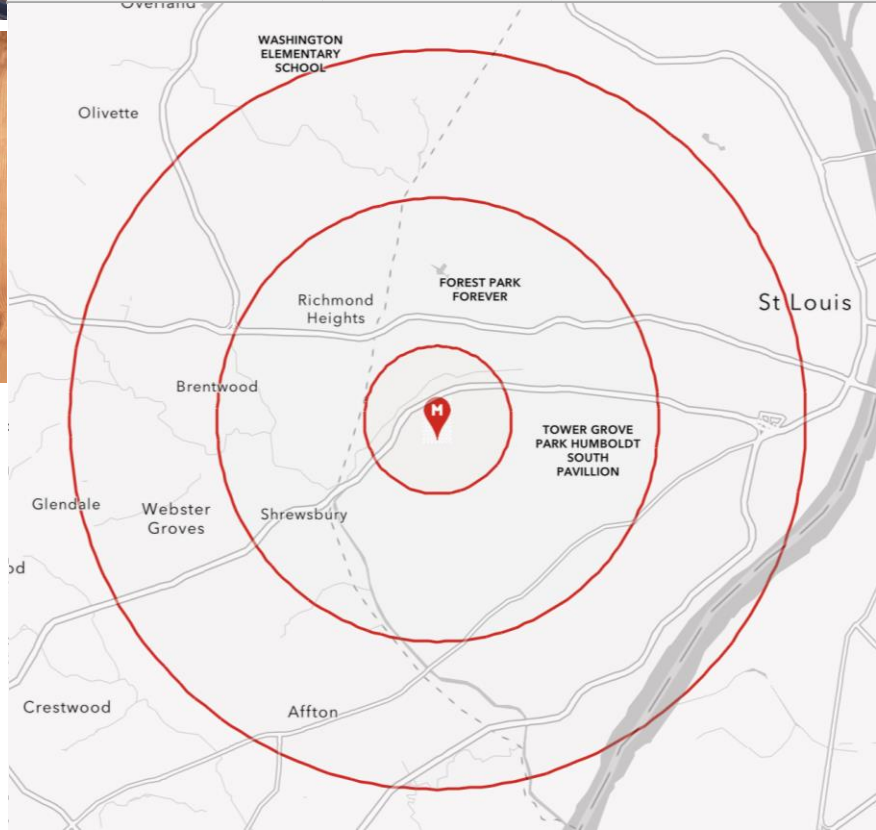 Overland
WASHINGTON
ELEMENTARY
SCHOOL
Olivette
FOREST PARK
FOREVER
Richmond
Heights
St Louis
Brentwood
M
TOWER GROVE
PARK HUMBOLDT
SOUTH
PAVILLION
Glendale
Webster
Groves
Shrewsbury
od
Crestwood
Affton